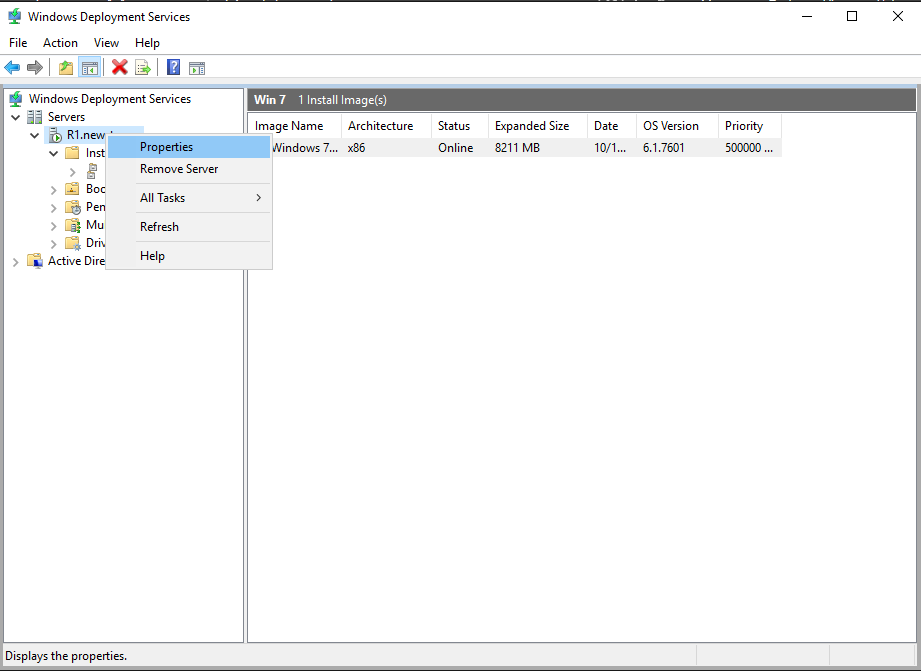 Windows Deployment Services
File Action View Help
Windows Deployment Services
Servers
R1.new
Inst
Boo
Pen
Mu
Driv
Active Dire
Properties
Remove Server
All Tasks
Refresh
Help
Win 7 1 Install Image(s)
Image Name Architecture Status Expanded Size Date OS Version Priority
Windows 7... x86 Online 8211 MB 10/1... 6.1.7601 500000 ...
Displays the properties.